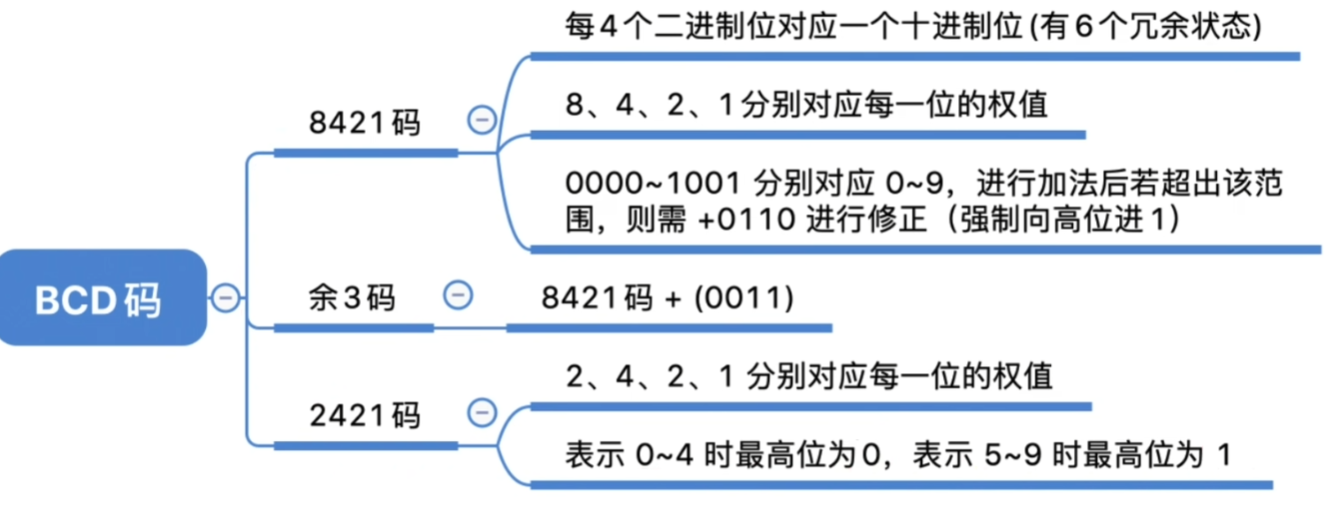 每4个二进制位对应一个十进制位(有6个冗余状态)
8、4、2、1分别对应每一位的权值
8421码
0000~1001 分别对应 0~9，进行加法后若超出该范
围，则需 +0110 进行修正（强制向高位进1）
BCD码
余3码
8421码 + (0011)
2、4、2、1 分别对应每一位的权值
2421码
表示 0~4 时最高位为0，表示 5~9 时最高位为 1